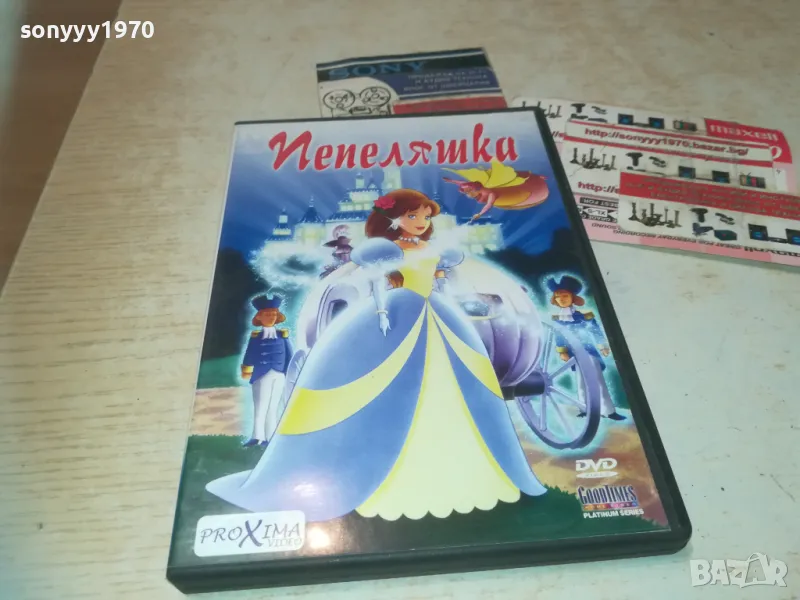 sonyyy1970
SONY
maxell
http://sonyyy1970.bazar.bg/
Пепеляшка
DVD
GOODTIMES
PLATINUM SERIES
PROXIMA
VIDEO
BAZAR